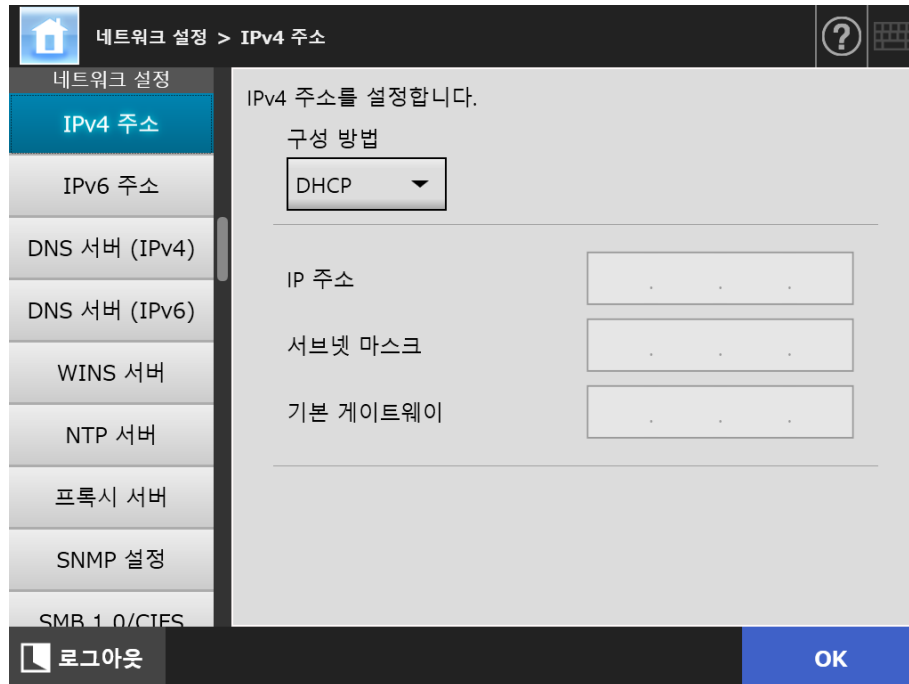 네트워크 설정 > IPv4 주소
네트워크 설정
IPv4 주소
IPv6 주소
DNS 서버 (IPv4)
DNS 서버 (IPv6)
WINS 서버
NTP 서버
프록시 서버
SNMP 설정
SMB 1.0/CIFS
로그아웃
IPv4 주소를 설정합니다.
구성 방법
DHCP
IP 주소
. . .
서브넷 마스크
. . .
기본 게이트웨이
. . .
OK